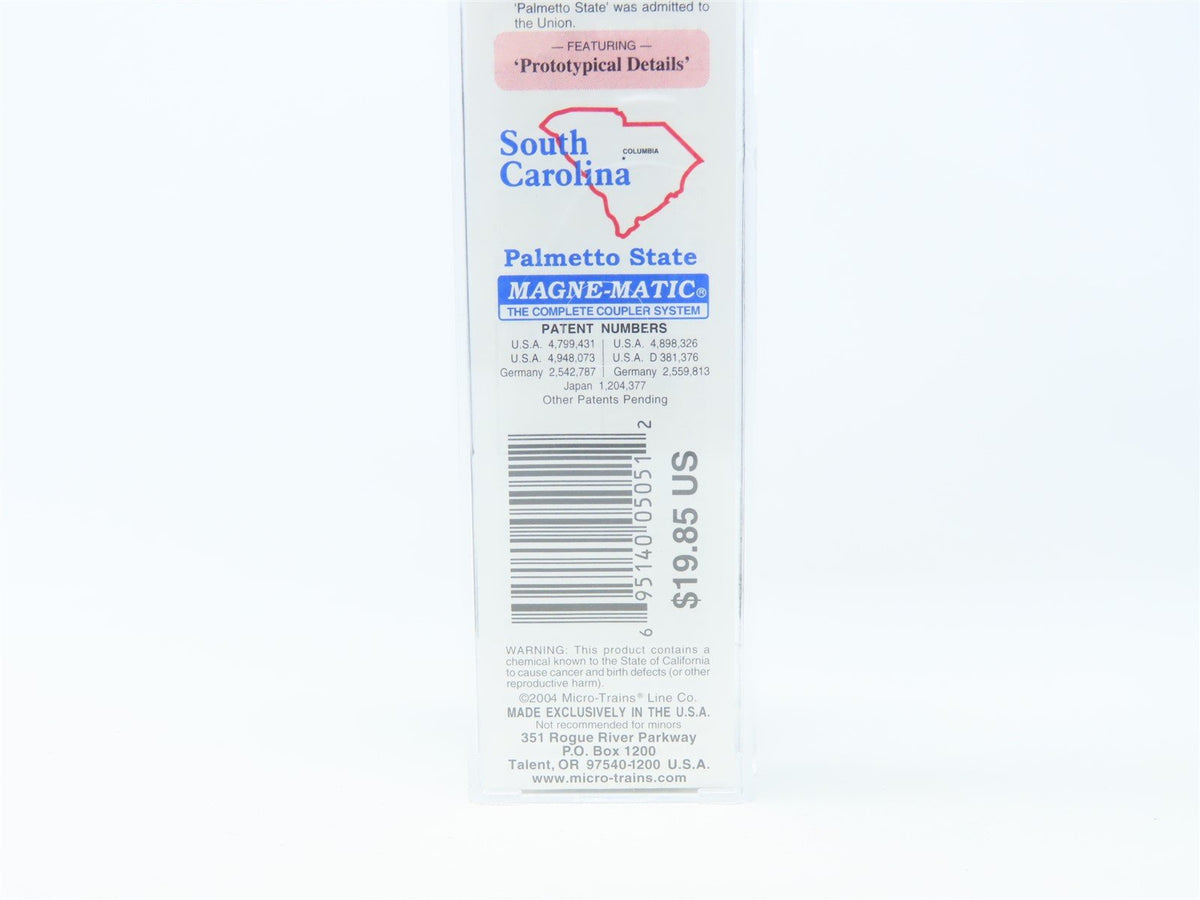 'Palmetto State' was admitted to
the Union.
— FEATURING —
'Prototypical Details'
South
Carolina
COLUMBIA
Palmetto State
MAGNE-MATIC®
THE COMPLETE COUPLER SYSTEM
PATENT NUMBERS
U.S.A. 4,799,431 | U.S.A. 4,898,326
U.S.A. 4,948,073 | U.S.A. D 381,376
Germany 2,542,787 | Germany 2,559,813
Japan 1,204,377
Other Patents Pending
6 95140 05051 2
$19.85 US
WARNING: This product contains a
chemical known to the State of California
to cause cancer and birth defects (or other
reproductive harm).
©2004 Micro-Trains® Line Co.
MADE EXCLUSIVELY IN THE U.S.A.
Not recommended for minors
351 Rogue River Parkway
P.O. Box 1200
Talent, OR 97540-1200 U.S.A.
www.micro-trains.com